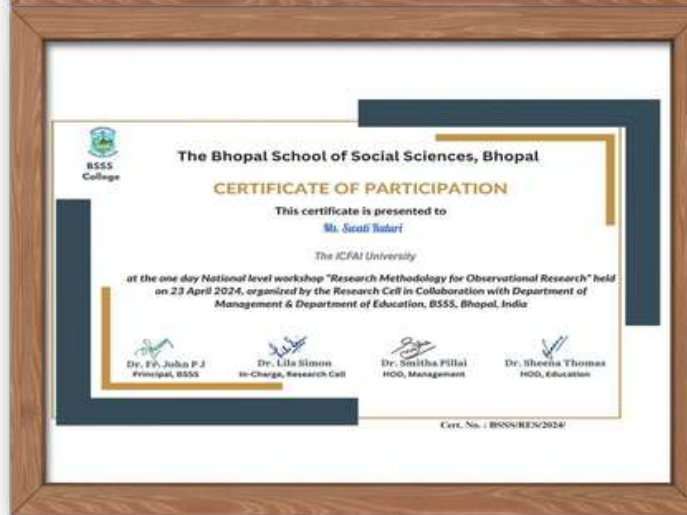 BSSS
College
The Bhopal School of Social Sciences, Bhopal
CERTIFICATE OF PARTICIPATION
This certificate is presented to
Ms. Swati
The ICFAI University
at the one day National level workshop "Research Methodology for Observational Research" held
on 23 April 2024, organized by the Research Cell in Collaboration with Department of
Management & Department of Education, BSSS, Bhopal, India
Dr. Fr. John P J
Principal, BSSS
Dr. Lila Simon
In-Charge, Research Cell
Dr. Smitha Pillai
HOD, Management
Dr. Sheena Thomas
HOD, Education
Cert. No. : BSSS/RES/2024/